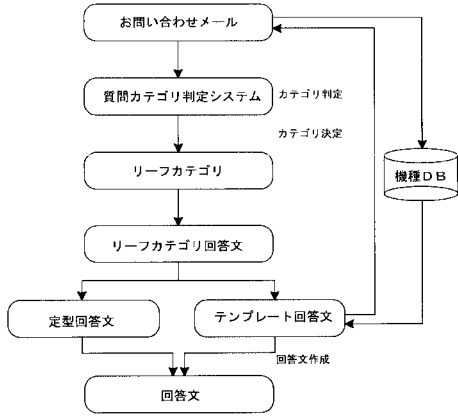 お問い合わせメール
質問カテゴリ判定システム
カテゴリ判定
カテゴリ決定
リーフカテゴリ
機種DB
リーフカテゴリ回答文
定型回答文
テンプレート回答文
回答文作成
回答文